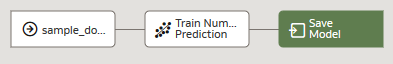 sample_do...
Train Num...
Prediction
Save
Model